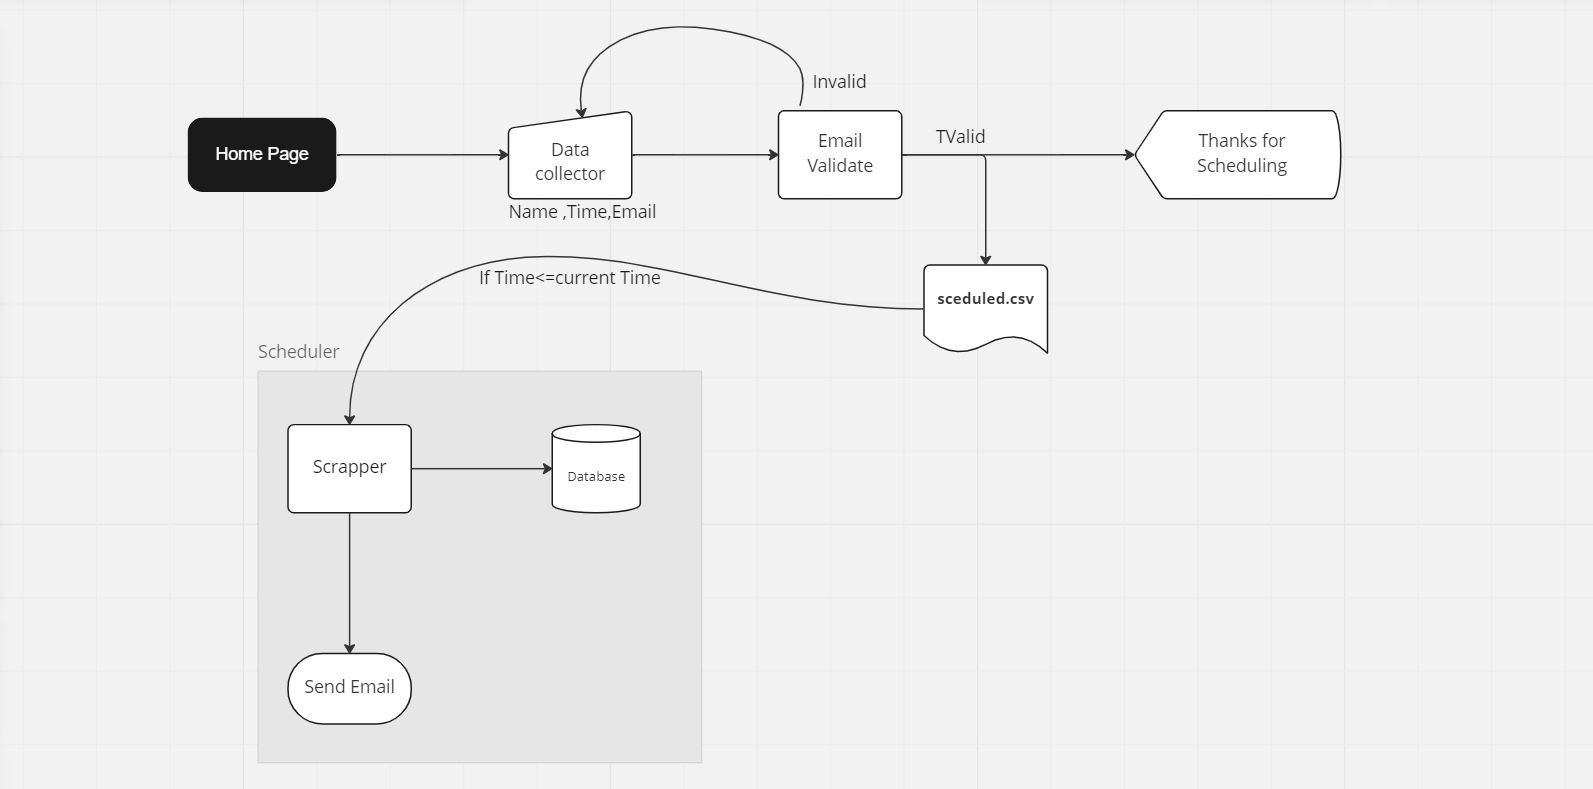 Invalid
Home Page
Data
collector
Name ,Time,Email
Email
Validate
TValid
Thanks for
Scheduling
If Time<=current Time
sceduled.csv
Scheduler
Scrapper
Database
Send Email